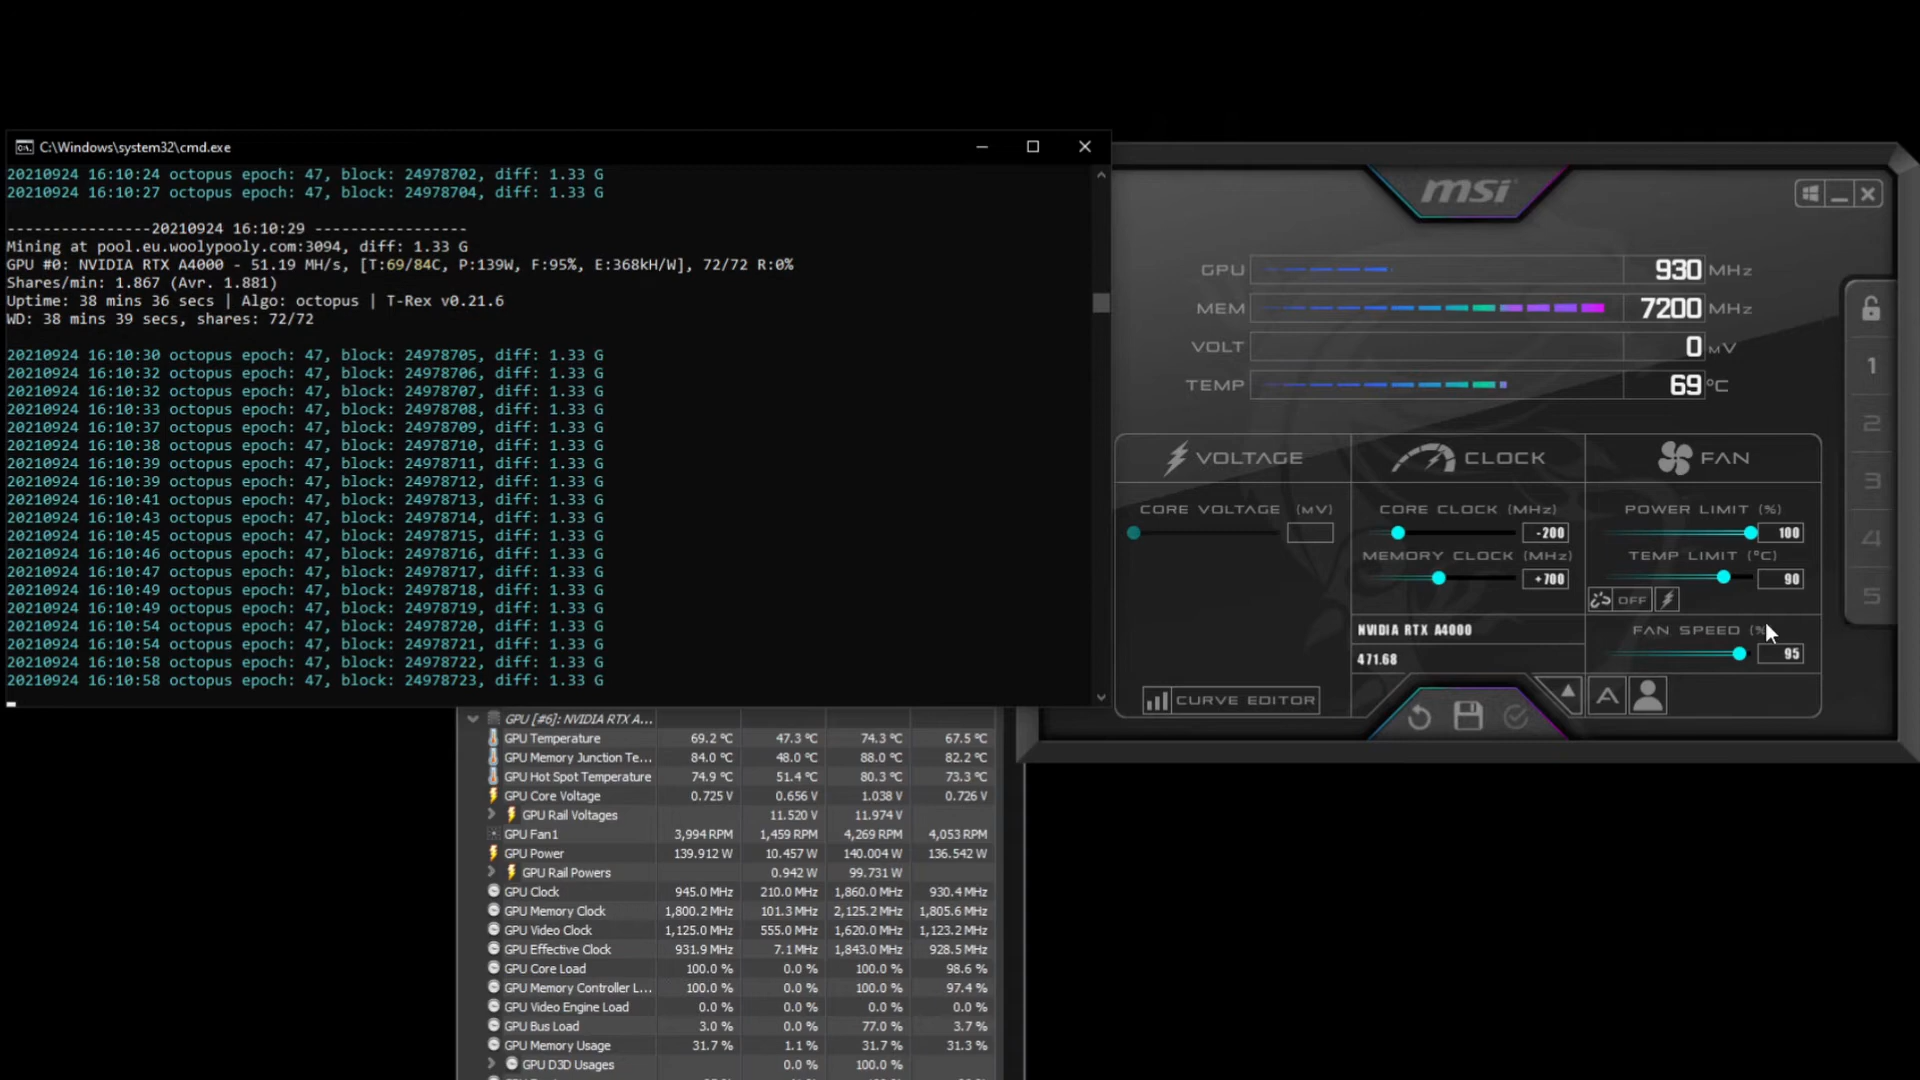 C:\Windows\system32\cmd.exe
20210924 16:10:24 octopus epoch: 47, block: 24978702, diff: 1.33 G
20210924 16:10:27 octopus epoch: 47, block: 24978704, diff: 1.33 G
----------------20210924 16:10:29 -----------------
Mining at pool.eu.woolypooly.com:3094, diff: 1.33 G
GPU #0: NVIDIA RTX A4000 - 51.19 MH/s, [T:69/84C, P:139W, F:95%, E:368kH/W], 72/72 R:0%
Shares/min: 1.867 (Avr. 1.881)
Uptime: 38 mins 36 secs | Algo: octopus | T-Rex v0.21.6
WD: 38 mins 39 secs, shares: 72/72
20210924 16:10:30 octopus epoch: 47, block: 24978705, diff: 1.33 G
20210924 16:10:32 octopus epoch: 47, block: 24978706, diff: 1.33 G
20210924 16:10:32 octopus epoch: 47, block: 24978707, diff: 1.33 G
20210924 16:10:33 octopus epoch: 47, block: 24978708, diff: 1.33 G
20210924 16:10:37 octopus epoch: 47, block: 24978709, diff: 1.33 G
20210924 16:10:38 octopus epoch: 47, block: 24978710, diff: 1.33 G
20210924 16:10:39 octopus epoch: 47, block: 24978711, diff: 1.33 G
20210924 16:10:39 octopus epoch: 47, block: 24978712, diff: 1.33 G
20210924 16:10:41 octopus epoch: 47, block: 24978713, diff: 1.33 G
20210924 16:10:43 octopus epoch: 47, block: 24978714, diff: 1.33 G
20210924 16:10:45 octopus epoch: 47, block: 24978715, diff: 1.33 G
20210924 16:10:46 octopus epoch: 47, block: 24978716, diff: 1.33 G
20210924 16:10:47 octopus epoch: 47, block: 24978717, diff: 1.33 G
20210924 16:10:49 octopus epoch: 47, block: 24978718, diff: 1.33 G
20210924 16:10:49 octopus epoch: 47, block: 24978719, diff: 1.33 G
20210924 16:10:54 octopus epoch: 47, block: 24978720, diff: 1.33 G
20210924 16:10:54 octopus epoch: 47, block: 24978721, diff: 1.33 G
20210924 16:10:58 octopus epoch: 47, block: 24978722, diff: 1.33 G
20210924 16:10:58 octopus epoch: 47, block: 24978723, diff: 1.33 G
msi
GPU 930 MHz
MEM 7200 MHz
VOLT 0 MV
TEMP 69 °C
1
2
3
4
5
VOLTAGE
CORE VOLTAGE (MV)
CURVE EDITOR
CLOCK
CORE CLOCK (MHz)
-200
MEMORY CLOCK (MHz)
+700
NVIDIA RTX A4000
471.68
FAN
POWER LIMIT (%)
100
TEMP LIMIT (°C)
90
OFF
FAN SPEED (%
95
A
GPU [#6]: NVIDIA RTX A...
GPU Temperature 69.2 °C 47.3 °C 74.3 °C 67.5 °C
GPU Memory Junction Te... 84.0 °C 48.0 °C 88.0 °C 82.2 °C
GPU Hot Spot Temperature 74.9 °C 51.4 °C 80.3 °C 73.3 °C
GPU Core Voltage 0.725 V 0.656 V 1.038 V 0.726 V
GPU Rail Voltages 11.520 V 11.974 V
GPU Fan1 3,994 RPM 1,459 RPM 4,269 RPM 4,053 RPM
GPU Power 139.912 W 10.457 W 140.004 W 136.542 W
GPU Rail Powers 0.942 W 99.731 W
GPU Clock 945.0 MHz 210.0 MHz 1,860.0 MHz 930.4 MHz
GPU Memory Clock 1,800.2 MHz 101.3 MHz 2,125.2 MHz 1,805.6 MHz
GPU Video Clock 1,125.0 MHz 555.0 MHz 1,620.0 MHz 1,123.2 MHz
GPU Effective Clock 931.9 MHz 7.1 MHz 1,843.0 MHz 928.5 MHz
GPU Core Load 100.0 % 0.0 % 100.0 % 98.6 %
GPU Memory Controller L... 100.0 % 0.0 % 100.0 % 97.4 %
GPU Video Engine Load 0.0 % 0.0 % 0.0 % 0.0 %
GPU Bus Load 3.0 % 0.0 % 77.0 % 3.7 %
GPU Memory Usage 31.7 % 1.1 % 31.7 % 31.3 %
GPU D3D Usages 0.0 % 100.0 %